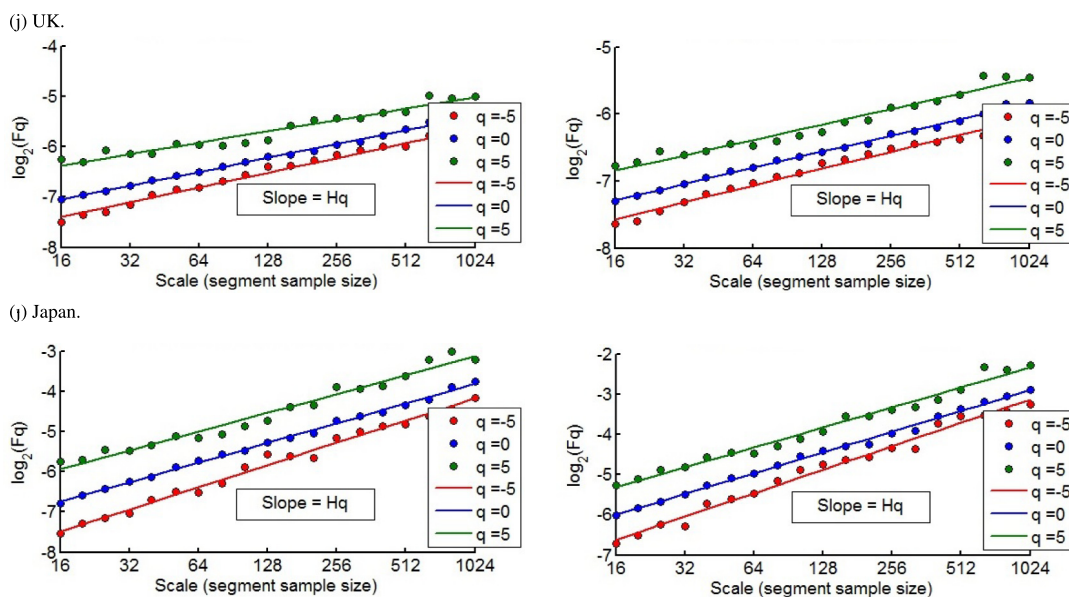 (j) UK.
-4
-5
-6
-7
-8
log2(Fq)
16 32 64 128 256 512 1024
Scale (segment sample size)
Slope = Hq
q =-5
q =0
q =5
q =-5
q =0
q =5
-5
-6
-7
-8
log2(Fq)
16 32 64 128 256 512 1024
Scale (segment sample size)
Slope = Hq
q =-5
q =0
q =5
q =-5
q =0
q =5
(j) Japan.
-3
-4
-5
-6
-7
-8
log2(Fq)
16 32 64 128 256 512 1024
Scale (segment sample size)
Slope = Hq
q =-5
q =0
q =5
q =-5
q =0
q =5
-2
-3
-4
-5
-6
-7
log2(Fq)
16 32 64 128 256 512 1024
Scale (segment sample size)
Slope = Hq
q =-5
q =0
q =5
q =-5
q =0
q =5